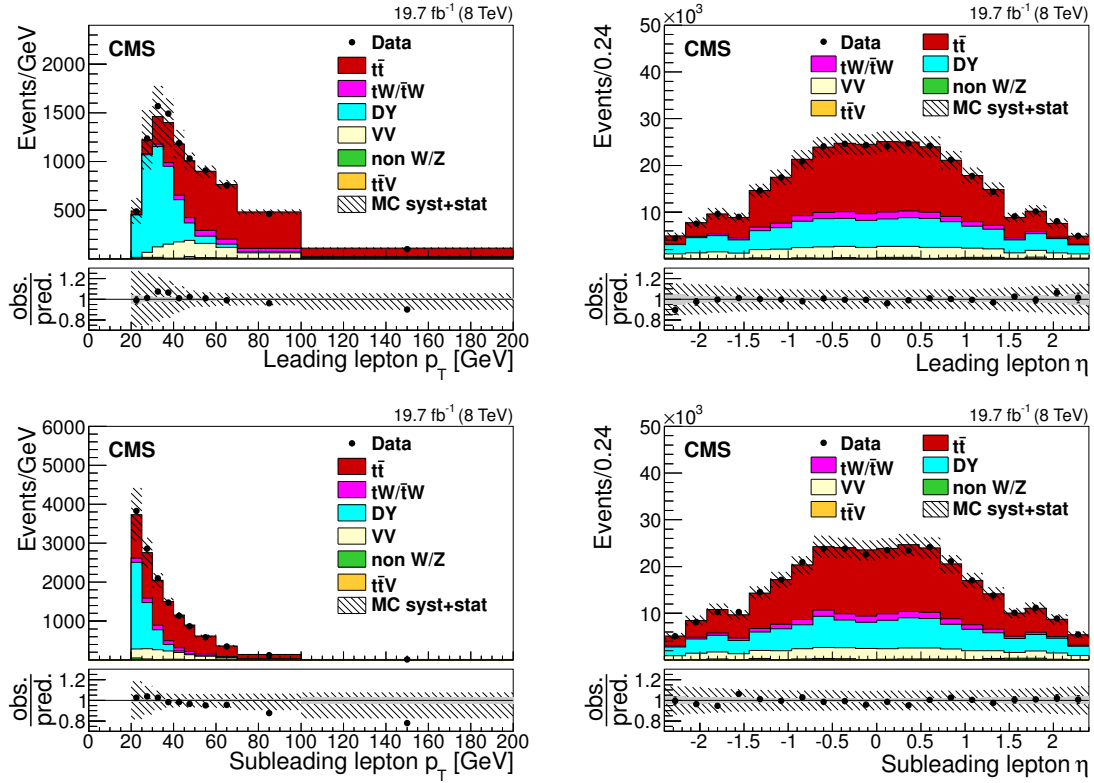 19.7 fb⁻¹ (8 TeV)
CMS
Data
tt̄
tW/t̄W
DY
VV
non W/Z
tt̄V
MC syst+stat
Events/GeV
2000
1500
1000
500
obs.
pred.
1.2
1
0.8
0 20 40 60 80 100 120 140 160 180 200
Leading lepton p_T [GeV]
19.7 fb⁻¹ (8 TeV)
×10³
CMS
Data tt̄
tW/t̄W DY
VV non W/Z
tt̄V MC syst+stat
Events/0.24
50
40
30
20
10
obs.
pred.
1.2
1
0.8
-2 -1.5 -1 -0.5 0 0.5 1 1.5 2
Leading lepton η
19.7 fb⁻¹ (8 TeV)
CMS
Data
tt̄
tW/t̄W
DY
VV
non W/Z
tt̄V
MC syst+stat
Events/GeV
6000
5000
4000
3000
2000
1000
obs.
pred.
1.2
1
0.8
0 20 40 60 80 100 120 140 160 180 200
Subleading lepton p_T [GeV]
19.7 fb⁻¹ (8 TeV)
×10³
CMS
Data tt̄
tW/t̄W DY
VV non W/Z
tt̄V MC syst+stat
Events/0.24
50
40
30
20
10
obs.
pred.
1.2
1
0.8
-2 -1.5 -1 -0.5 0 0.5 1 1.5 2
Subleading lepton η